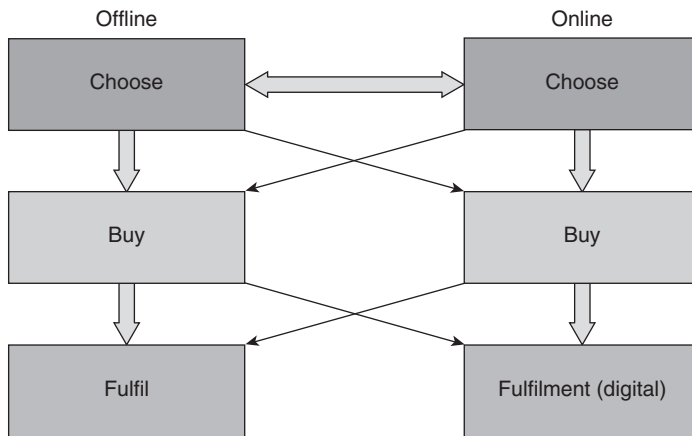 Offline
Online
Choose
Choose
Buy
Buy
Fulfil
Fulfilment (digital)